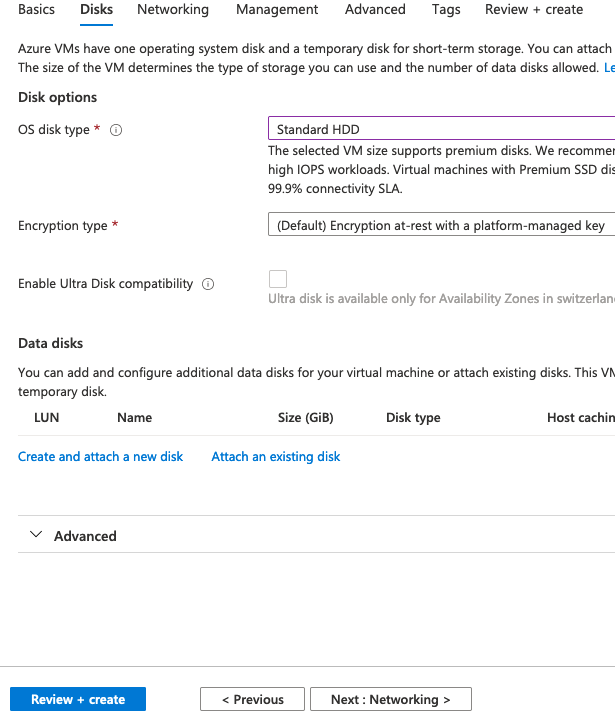 Basics Disks Networking Management Advanced Tags Review + create
Azure VMs have one operating system disk and a temporary disk for short-term storage. You can attach
The size of the VM determines the type of storage you can use and the number of data disks allowed.
Disk options
OS disk type *
Standard HDD
The selected VM size supports premium disks. We
high IOPS workloads. Virtual machines with Premium SSD
99.9% connectivity SLA.
Encryption type *
(Default) Encryption at-rest with a platform-managed key
Enable Ultra Disk compatibility
Ultra disk is available only for Availability Zones in
Data disks
You can add and configure additional data disks for your virtual machine or attach existing disks. This
temporary disk.
LUN Name Size (GiB) Disk type Host
Create and attach a new disk Attach an existing disk
Advanced
Review + create < Previous Next : Networking >